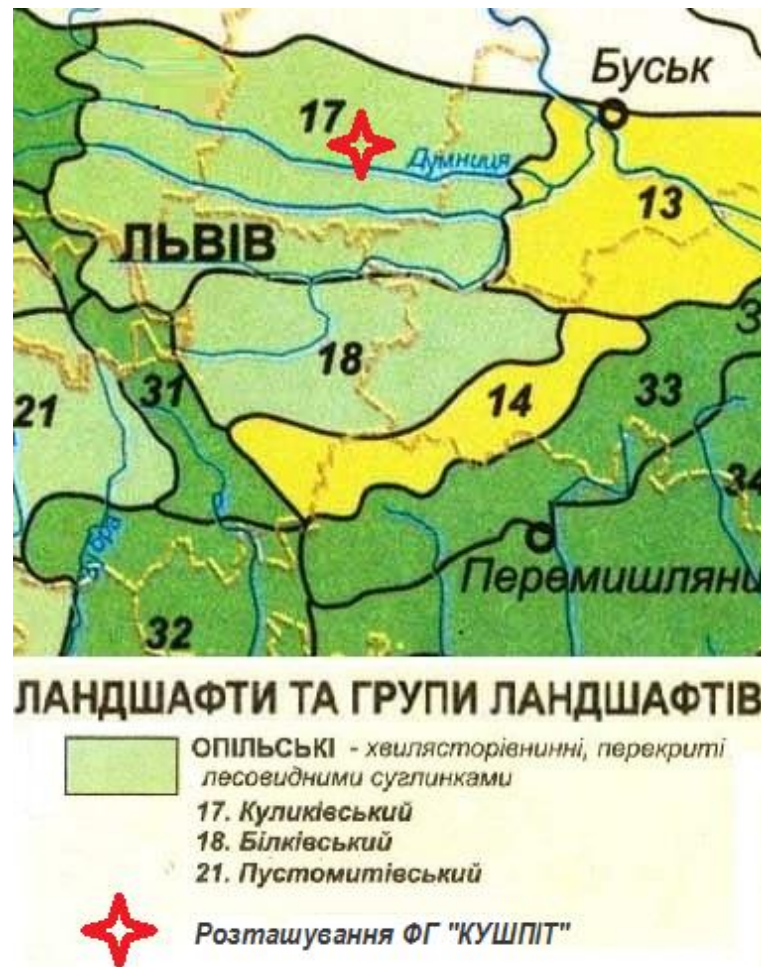 Буськ
17
Думниця
13
ЛЬВІВ
18
14
33
31
21
34
Зубра
Перемишляни
32
ЛАНДШАФТИ ТА ГРУПИ ЛАНДШАФТІВ
ОПІЛЬСЬКІ - хвилясторівнинні, перекриті
лесовидними суглинками
17. Куликівський
18. Білківський
21. Пустомитівський
Розташування ФГ "КУШПІТ"